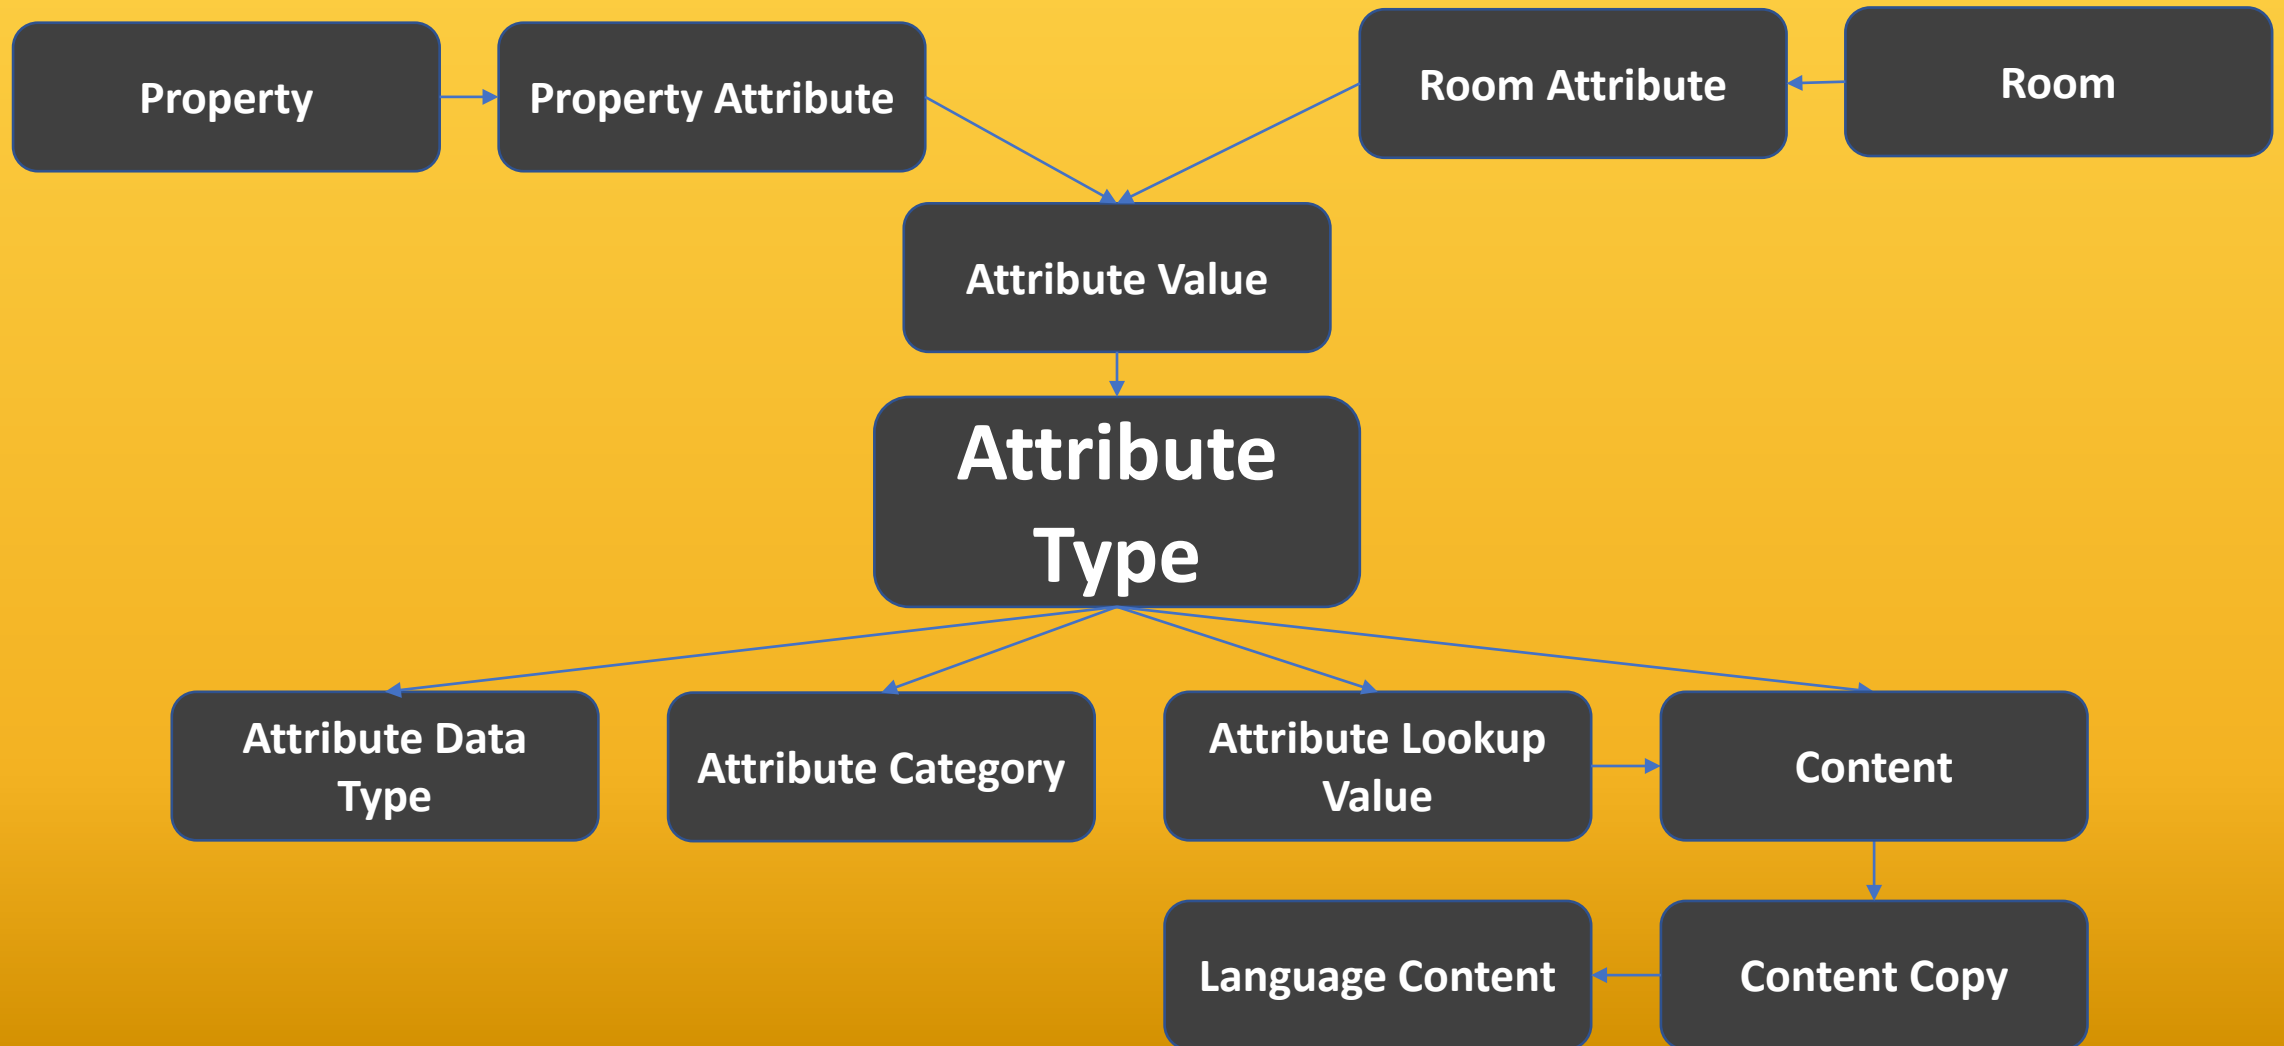 Property
Property Attribute
Room Attribute
Room
Attribute Value
Attribute
Type
Attribute Data
Type
Attribute Category
Attribute Lookup
Value
Content
Language Content
Content Copy